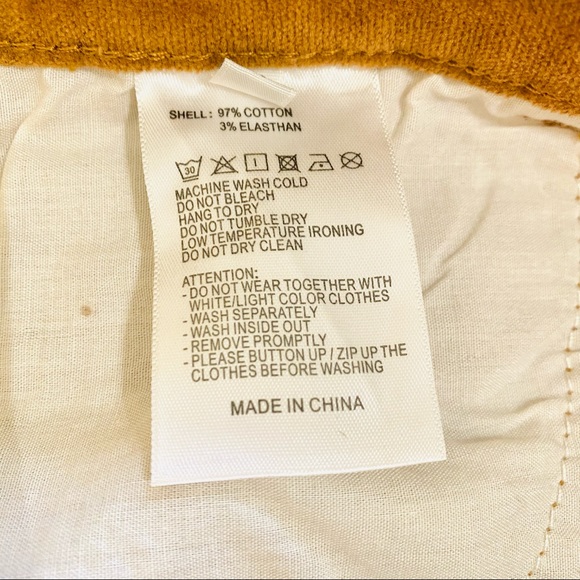 SHELL: 97% COTTON
3% ELASTHAN
30
MACHINE WASH COLD
DO NOT BLEACH
HANG TO DRY
DO NOT TUMBLE DRY
LOW TEMPERATURE IRONING
DO NOT DRY CLEAN
ATTENTION:
- DO NOT WEAR TOGETHER WITH
WHITE/LIGHT COLOR CLOTHES
- WASH SEPARATELY
- WASH INSIDE OUT
- REMOVE PROMPTLY
- PLEASE BUTTON UP / ZIP UP THE
CLOTHES BEFORE WASHING
MADE IN CHINA